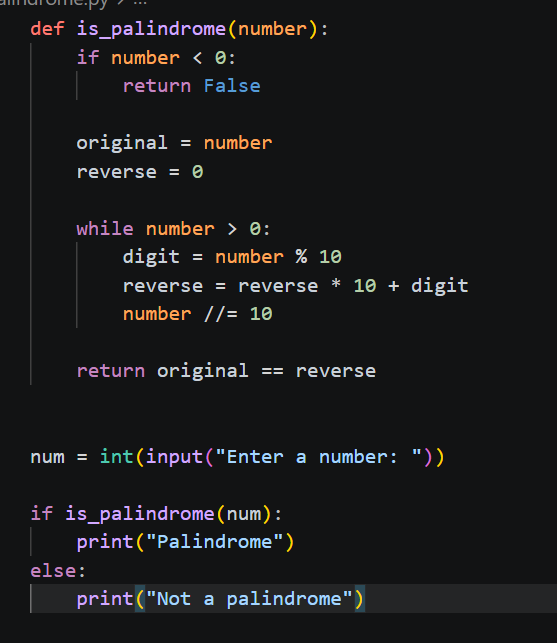 alindrome.py > ...
def is_palindrome(number):
    if number < 0:
        return False

    original = number
    reverse = 0

    while number > 0:
        digit = number % 10
        reverse = reverse * 10 + digit
        number //= 10

    return original == reverse


num = int(input("Enter a number: "))

if is_palindrome(num):
    print("Palindrome")
else:
    print("Not a palindrome")